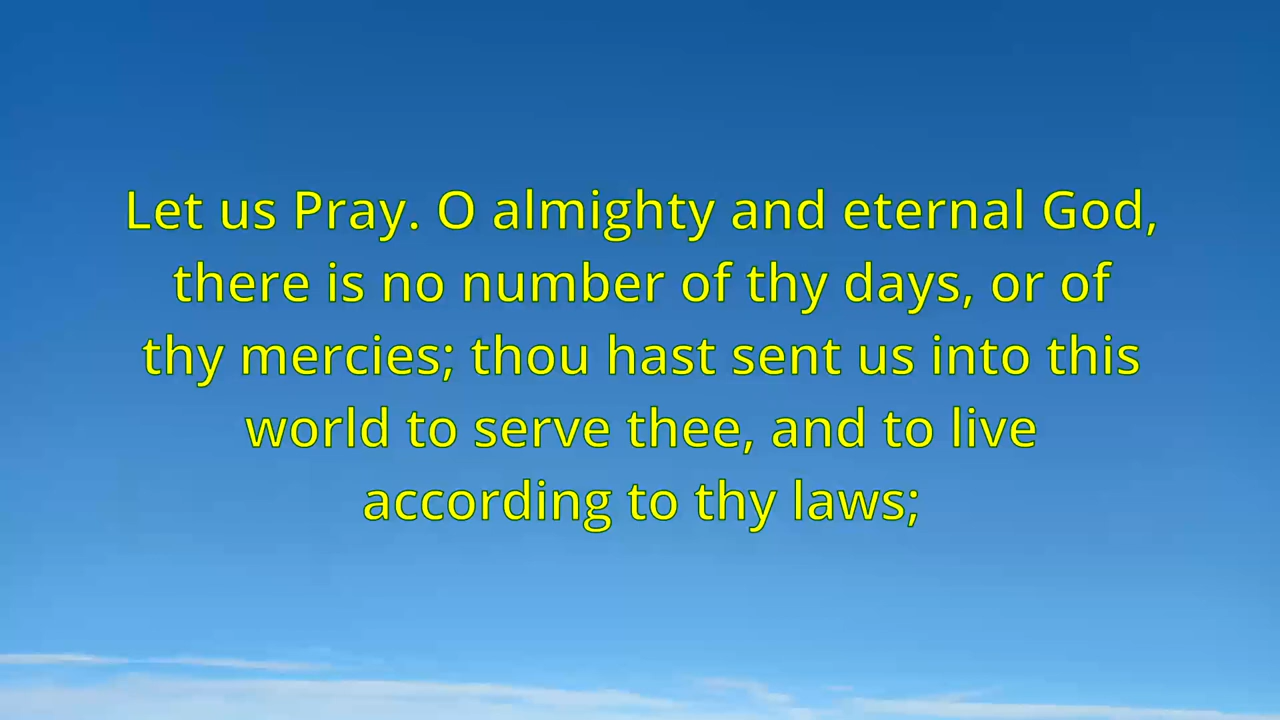 Let us Pray. O almighty and eternal God,
there is no number of thy days, or of
thy mercies; thou hast sent us into this
world to serve thee, and to live
according to thy laws;